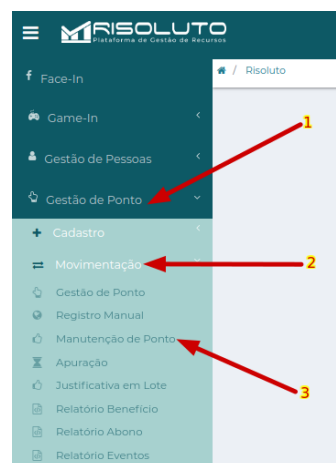 RISOLUTO
Plataforma de Gestão de Recursos
Face-In
/ Risoluto
Game-In
1
Gestão de Pessoas
Gestão de Ponto
Cadastro
Movimentação
2
Gestão de Ponto
Registro Manual
Manutenção de Ponto
Apuração
Justificativa em Lote
3
Relatório Benefício
Relatório Abono
Relatório Eventos